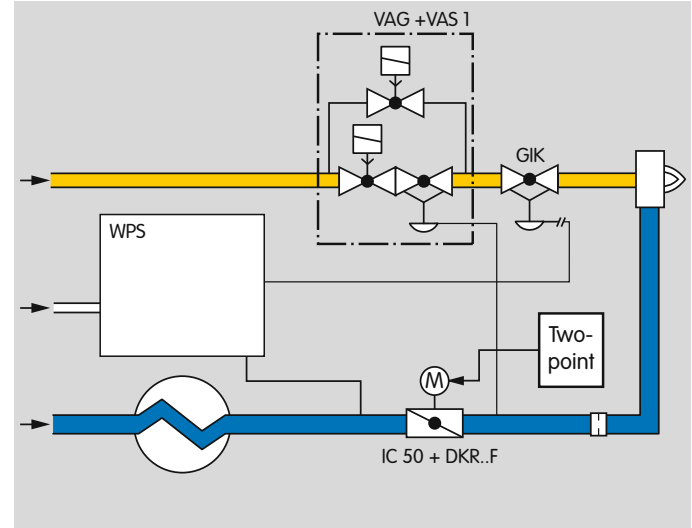 VAG +VAS 1
GIK
WPS
Two-
point
M
IC 50 + DKR..F